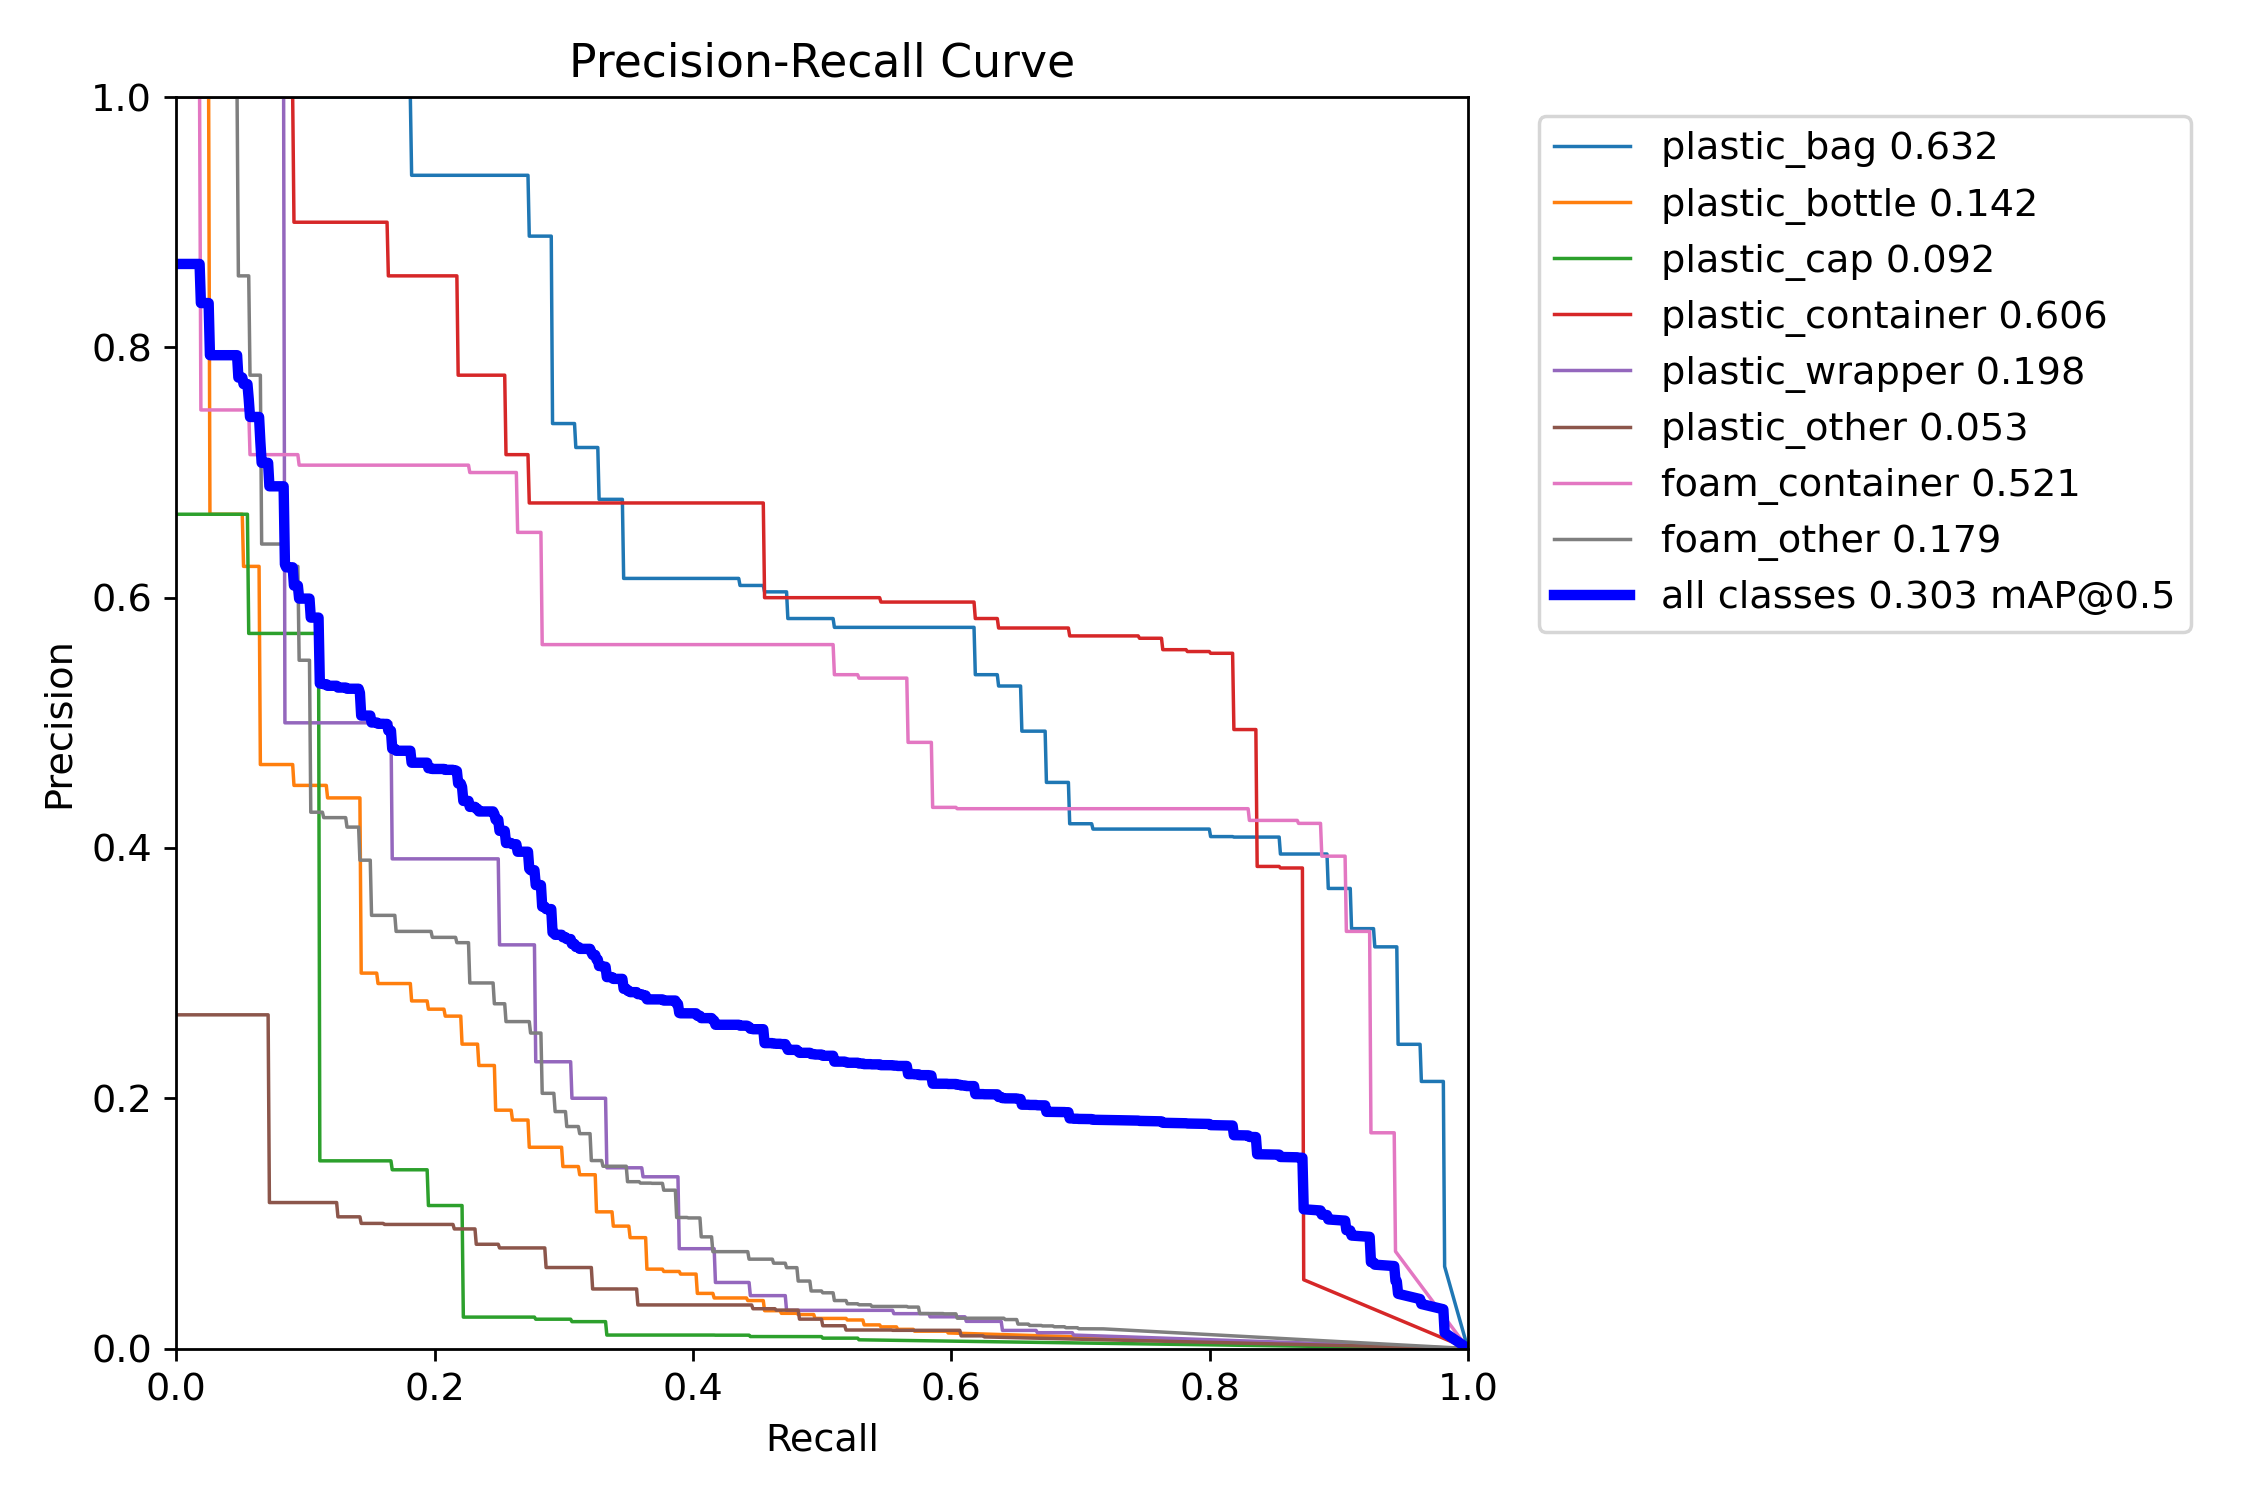 Precision-Recall Curve
1.0
0.8
0.6
0.4
0.2
0.0
Precision
0.0 0.2 0.4 0.6 0.8 1.0
Recall
plastic_bag 0.632
plastic_bottle 0.142
plastic_cap 0.092
plastic_container 0.606
plastic_wrapper 0.198
plastic_other 0.053
foam_container 0.521
foam_other 0.179
all classes 0.303 mAP@0.5